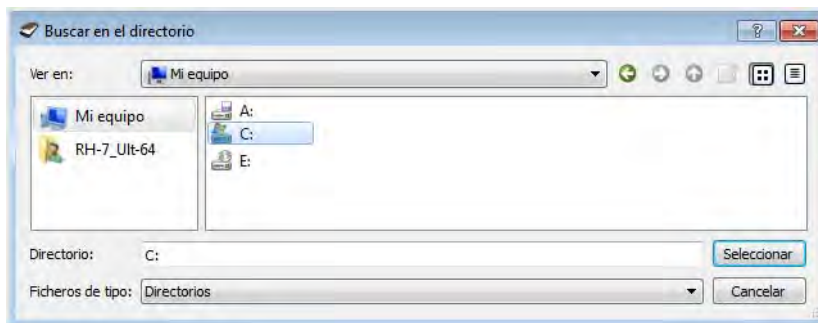 Buscar en el directorio
Ver en: Mi equipo
Mi equipo
RH-7_Ult-64
A:
C:
E:
Directorio: C: Seleccionar
Ficheros de tipo: Directorios Cancelar